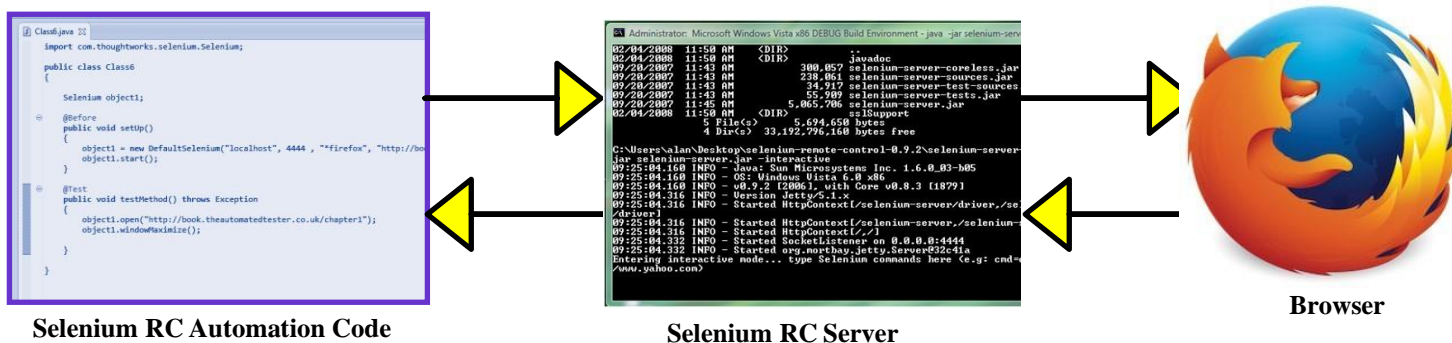 Class6.java
import com.thoughtworks.selenium.Selenium;
public class Class6
{
Selenium object1;
@Before
public void setUp()
{
object1 = new DefaultSelenium("localhost", 4444 , "*firefox", "http://bo
object1.start();
}
@Test
public void testMethod() throws Exception
{
object1.open("http://book.theautomatedtester.co.uk/chapter1");
object1.windowMaximize();
}
}
Selenium RC Automation Code
Administrator: Microsoft Windows Vista x86 DEBUG Build Environment - java -jar selenium-serv
02/04/2008 11:50 AM <DIR> ..
02/04/2008 11:50 AM <DIR> javadoc
09/20/2007 11:43 AM 300,057 selenium-server-coreless.jar
09/20/2007 11:43 AM 238,061 selenium-server-sources.jar
09/20/2007 11:43 AM 34,917 selenium-server-test-sources
09/20/2007 11:43 AM 55,909 selenium-server-tests.jar
09/20/2007 11:45 AM 5,065,706 selenium-server.jar
02/04/2008 11:50 AM <DIR> sslSupport
5 File(s) 5,694,650 bytes
4 Dir(s) 33,192,796,160 bytes free
C:\Users\alan\Desktop\selenium-remote-control-0.9.2\selenium-server-
jar selenium-server.jar -interactive
09:25:04.160 INFO - Java: Sun Microsystems Inc. 1.6.0_03-b05
09:25:04.160 INFO - OS: Windows Vista 6.0 x86
09:25:04.160 INFO - v0.9.2 [2006], with Core v0.8.3 [1879]
09:25:04.316 INFO - Version Jetty/5.1.x
09:25:04.316 INFO - Started HttpContext[/selenium-server/driver,/sel
/driver]
09:25:04.316 INFO - Started HttpContext[/selenium-server,/selenium-s
09:25:04.316 INFO - Started HttpContext[/,/]
09:25:04.332 INFO - Started SocketListener on 0.0.0.0:4444
09:25:04.332 INFO - Started org.mortbay.jetty.Server@32c41a
Entering interactive mode... type Selenium commands here (e.g: cmd=o
/www.yahoo.com)
Selenium RC Server
Browser